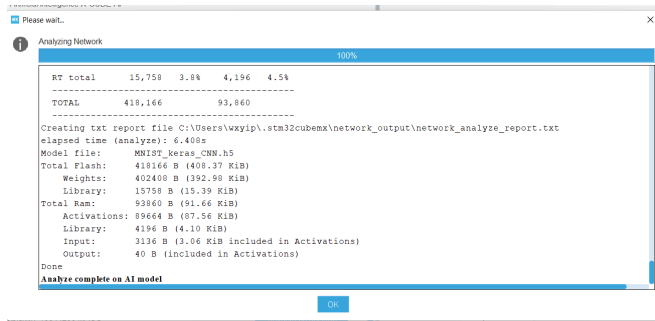 Please wait...
Analyzing Network
100%
RT total 15,758 3.8% 4,196 4.5%
------------------------------------------
TOTAL 418,166 93,860
------------------------------------------
Creating txt report file C:\Users\wxyip\.stm32cubemx\network_output\network_analyze_report.txt
elapsed time (analyze): 6.408s
Model file: MNIST_keras_CNN.h5
Total Flash: 418166 B (408.37 KiB)
Weights: 402408 B (392.98 KiB)
Library: 15758 B (15.39 KiB)
Total Ram: 93860 B (91.66 KiB)
Activations: 89664 B (87.56 KiB)
Library: 4196 B (4.10 KiB)
Input: 3136 B (3.06 KiB included in Activations)
Output: 40 B (included in Activations)
Done
Analyze complete on AI model
OK